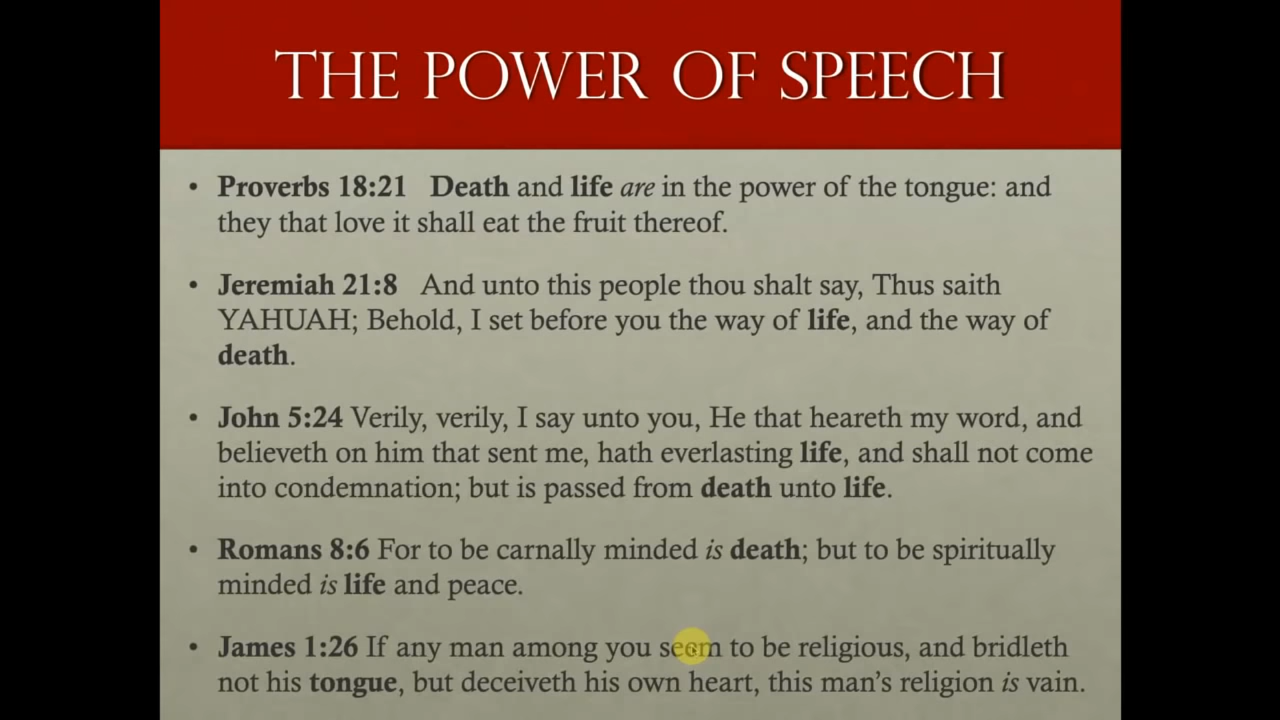 THE POWER OF SPEECH
• Proverbs 18:21 Death and life are in the power of the tongue: and
they that love it shall eat the fruit thereof.
• Jeremiah 21:8 And unto this people thou shalt say, Thus saith
YAHUAH; Behold, I set before you the way of life, and the way of
death.
• John 5:24 Verily, verily, I say unto you, He that heareth my word, and
believeth on him that sent me, hath everlasting life, and shall not come
into condemnation; but is passed from death unto life.
• Romans 8:6 For to be carnally minded is death; but to be spiritually
minded is life and peace.
• James 1:26 If any man among you seem to be religious, and bridleth
not his tongue, but deceiveth his own heart, this man's religion is vain.